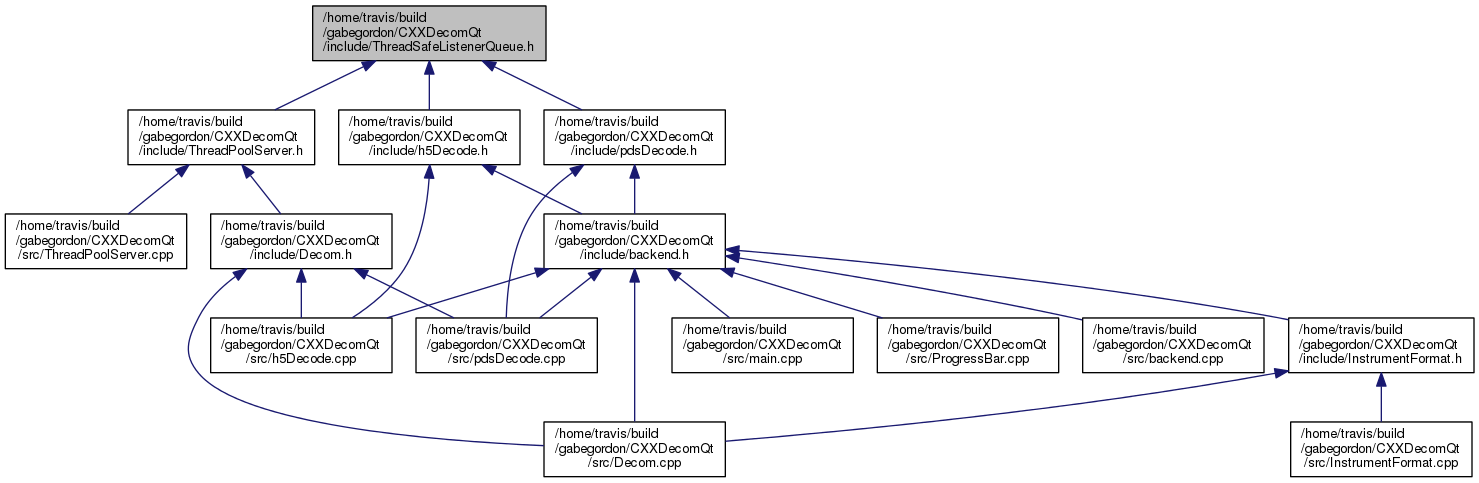 /home/travis/build
/gabegordon/CXXDecomQt
/include/ThreadSafeListenerQueue.h
/home/travis/build
/gabegordon/CXXDecomQt
/include/ThreadPoolServer.h
/home/travis/build
/gabegordon/CXXDecomQt
/include/h5Decode.h
/home/travis/build
/gabegordon/CXXDecomQt
/include/pdsDecode.h
/home/travis/build
/gabegordon/CXXDecomQt
/src/ThreadPoolServer.cpp
/home/travis/build
/gabegordon/CXXDecomQt
/include/Decom.h
/home/travis/build
/gabegordon/CXXDecomQt
/include/backend.h
/home/travis/build
/gabegordon/CXXDecomQt
/src/h5Decode.cpp
/home/travis/build
/gabegordon/CXXDecomQt
/src/pdsDecode.cpp
/home/travis/build
/gabegordon/CXXDecomQt
/src/main.cpp
/home/travis/build
/gabegordon/CXXDecomQt
/src/ProgressBar.cpp
/home/travis/build
/gabegordon/CXXDecomQt
/src/backend.cpp
/home/travis/build
/gabegordon/CXXDecomQt
/include/InstrumentFormat.h
/home/travis/build
/gabegordon/CXXDecomQt
/src/Decom.cpp
/home/travis/build
/gabegordon/CXXDecomQt
/src/InstrumentFormat.cpp